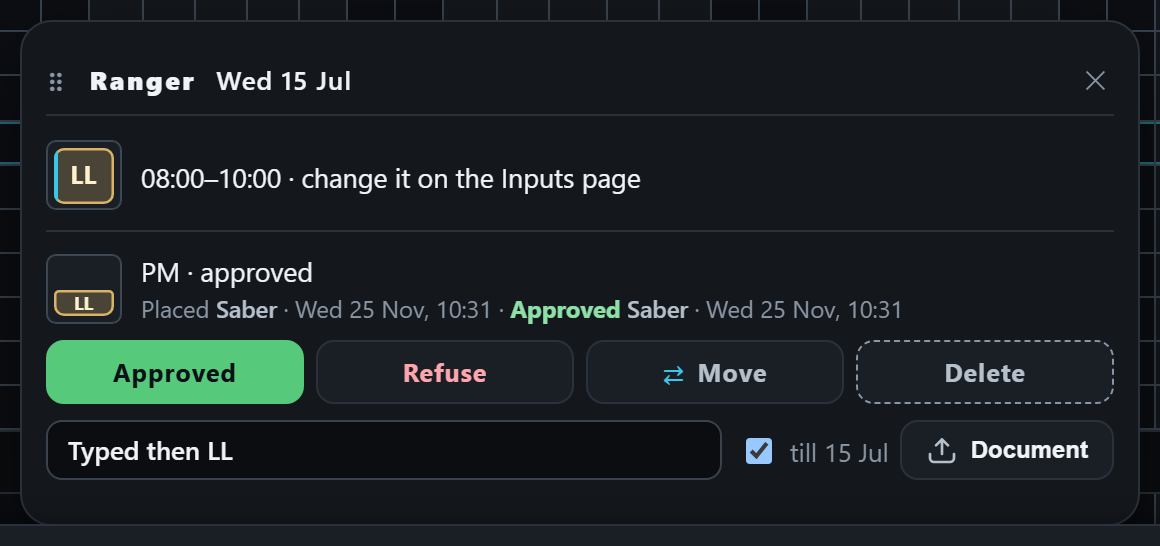 Ranger Wed 15 Jul
LL 08:00–10:00 · change it on the Inputs page
PM · approved
LL Placed Saber · Wed 25 Nov, 10:31 · Approved Saber · Wed 25 Nov, 10:31
Approved Refuse Move Delete
Typed then LL till 15 Jul Document